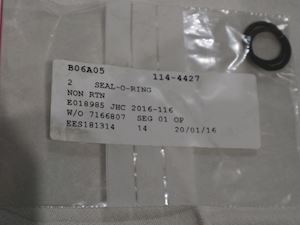 B06A05 114-4427
2 SEAL-O-RING
NON RTN
E018985 JHC 2016-116
W/O 7166807 SEG 01 OP
EES181314 14 20/01/16